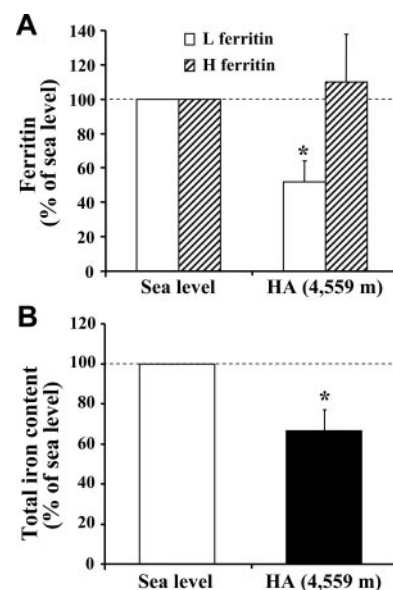 A
Ferritin
(% of sea level)
140
120
100
80
60
40
20
0
L ferritin
H ferritin
*
Sea level
HA (4,559 m)
B
Total iron content
(% of sea level)
120
100
80
60
40
20
0
*
Sea level
HA (4,559 m)